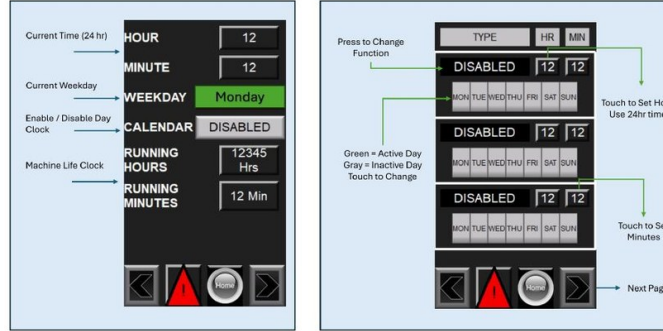 Current Time (24 hr)
HOUR
12
MINUTE
12
Current Weekday
WEEKDAY
Monday
Enable / Disable Day
Clock
CALENDAR
DISABLED
Machine Life Clock
RUNNING
HOURS
12345
Hrs
RUNNING
MINUTES
12 Min
Home
TYPE HR MIN
Press to Change
Function
DISABLED 12 12
MON TUE WED THU FRI SAT SUN
Touch to Set Ho
Use 24hr time
Green = Active Day
Gray = Inactive Day
Touch to Change
DISABLED 12 12
MON TUE WED THU FRI SAT SUN
DISABLED 12 12
MON TUE WED THU FRI SAT SUN
Touch to Se
Minutes
Home
Next Pag